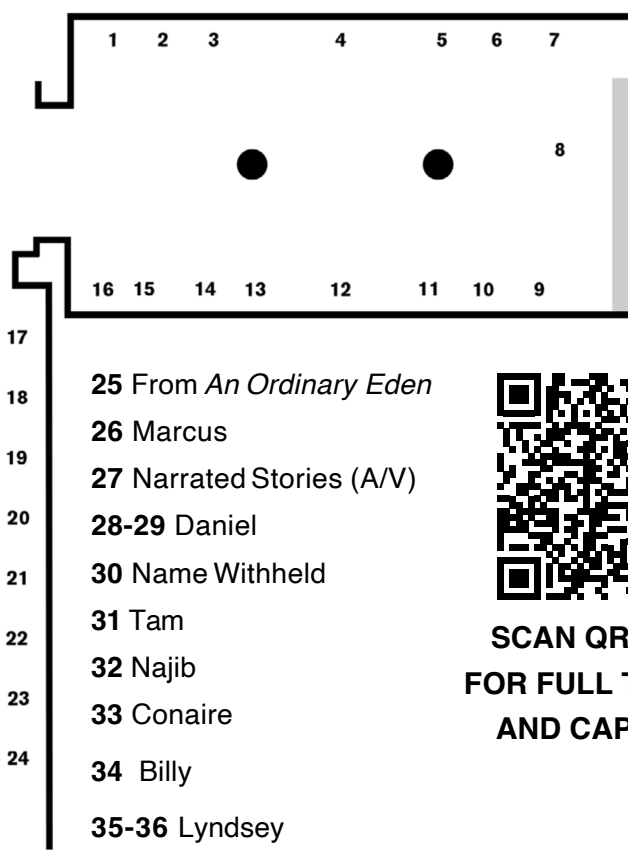 1 2 3 4 5 6 7
8
16 15 14 13 12 11 10 9
17
18
19
20
21
22
23
24
25 From An Ordinary Eden
26 Marcus
27 Narrated Stories (A/V)
28-29 Daniel
30 Name Withheld
31 Tam
32 Najib
33 Conaire
34 Billy
35-36 Lyndsey
SCAN QR
FOR FULL
AND CAP